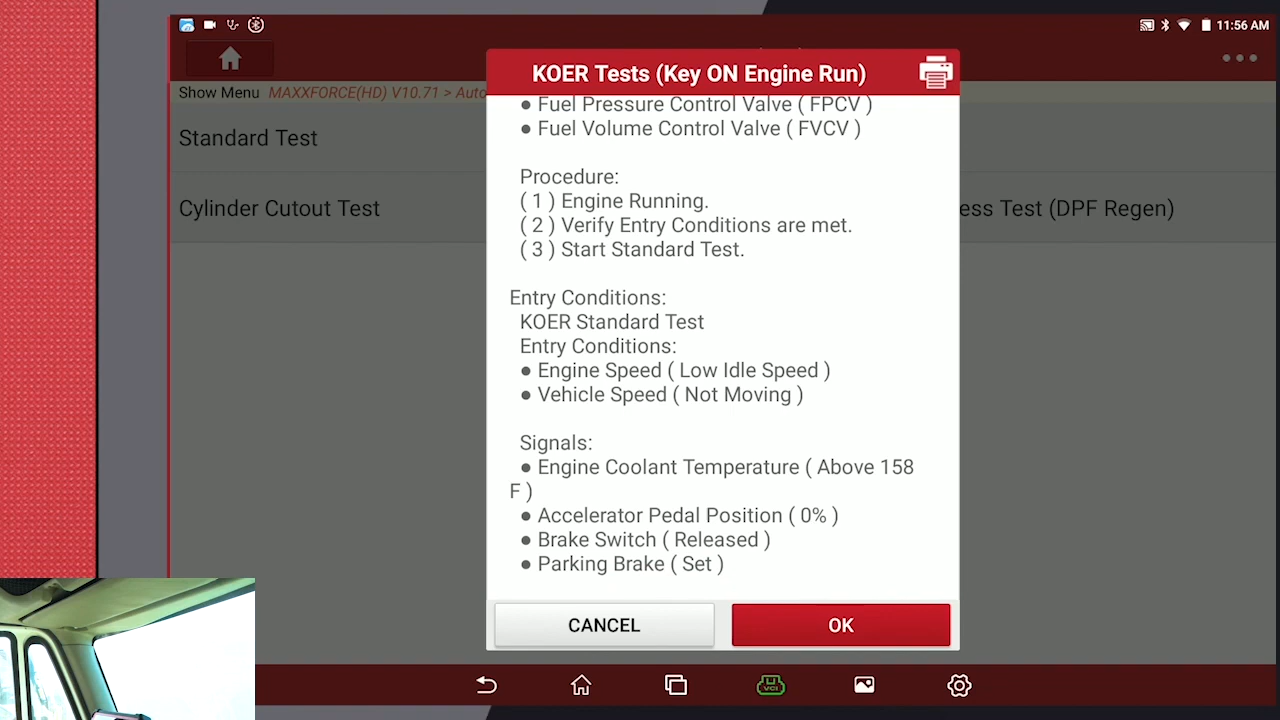 11:56 AM
KOER Tests (Key ON Engine Run)
Show Menu MAXXFORCE(HD) V10.71 > Auto
● Fuel Pressure Control Valve ( FPCV )
● Fuel Volume Control Valve ( FVCV )
Standard Test
Procedure:
( 1 ) Engine Running.
Cylinder Cutout Test
ess Test (DPF Regen)
( 2 ) Verify Entry Conditions are met.
( 3 ) Start Standard Test.
Entry Conditions:
KOER Standard Test
Entry Conditions:
● Engine Speed ( Low Idle Speed )
● Vehicle Speed ( Not Moving )
Signals:
● Engine Coolant Temperature ( Above 158
F )
● Accelerator Pedal Position ( 0% )
● Brake Switch ( Released )
● Parking Brake ( Set )
CANCEL
OK
VCI